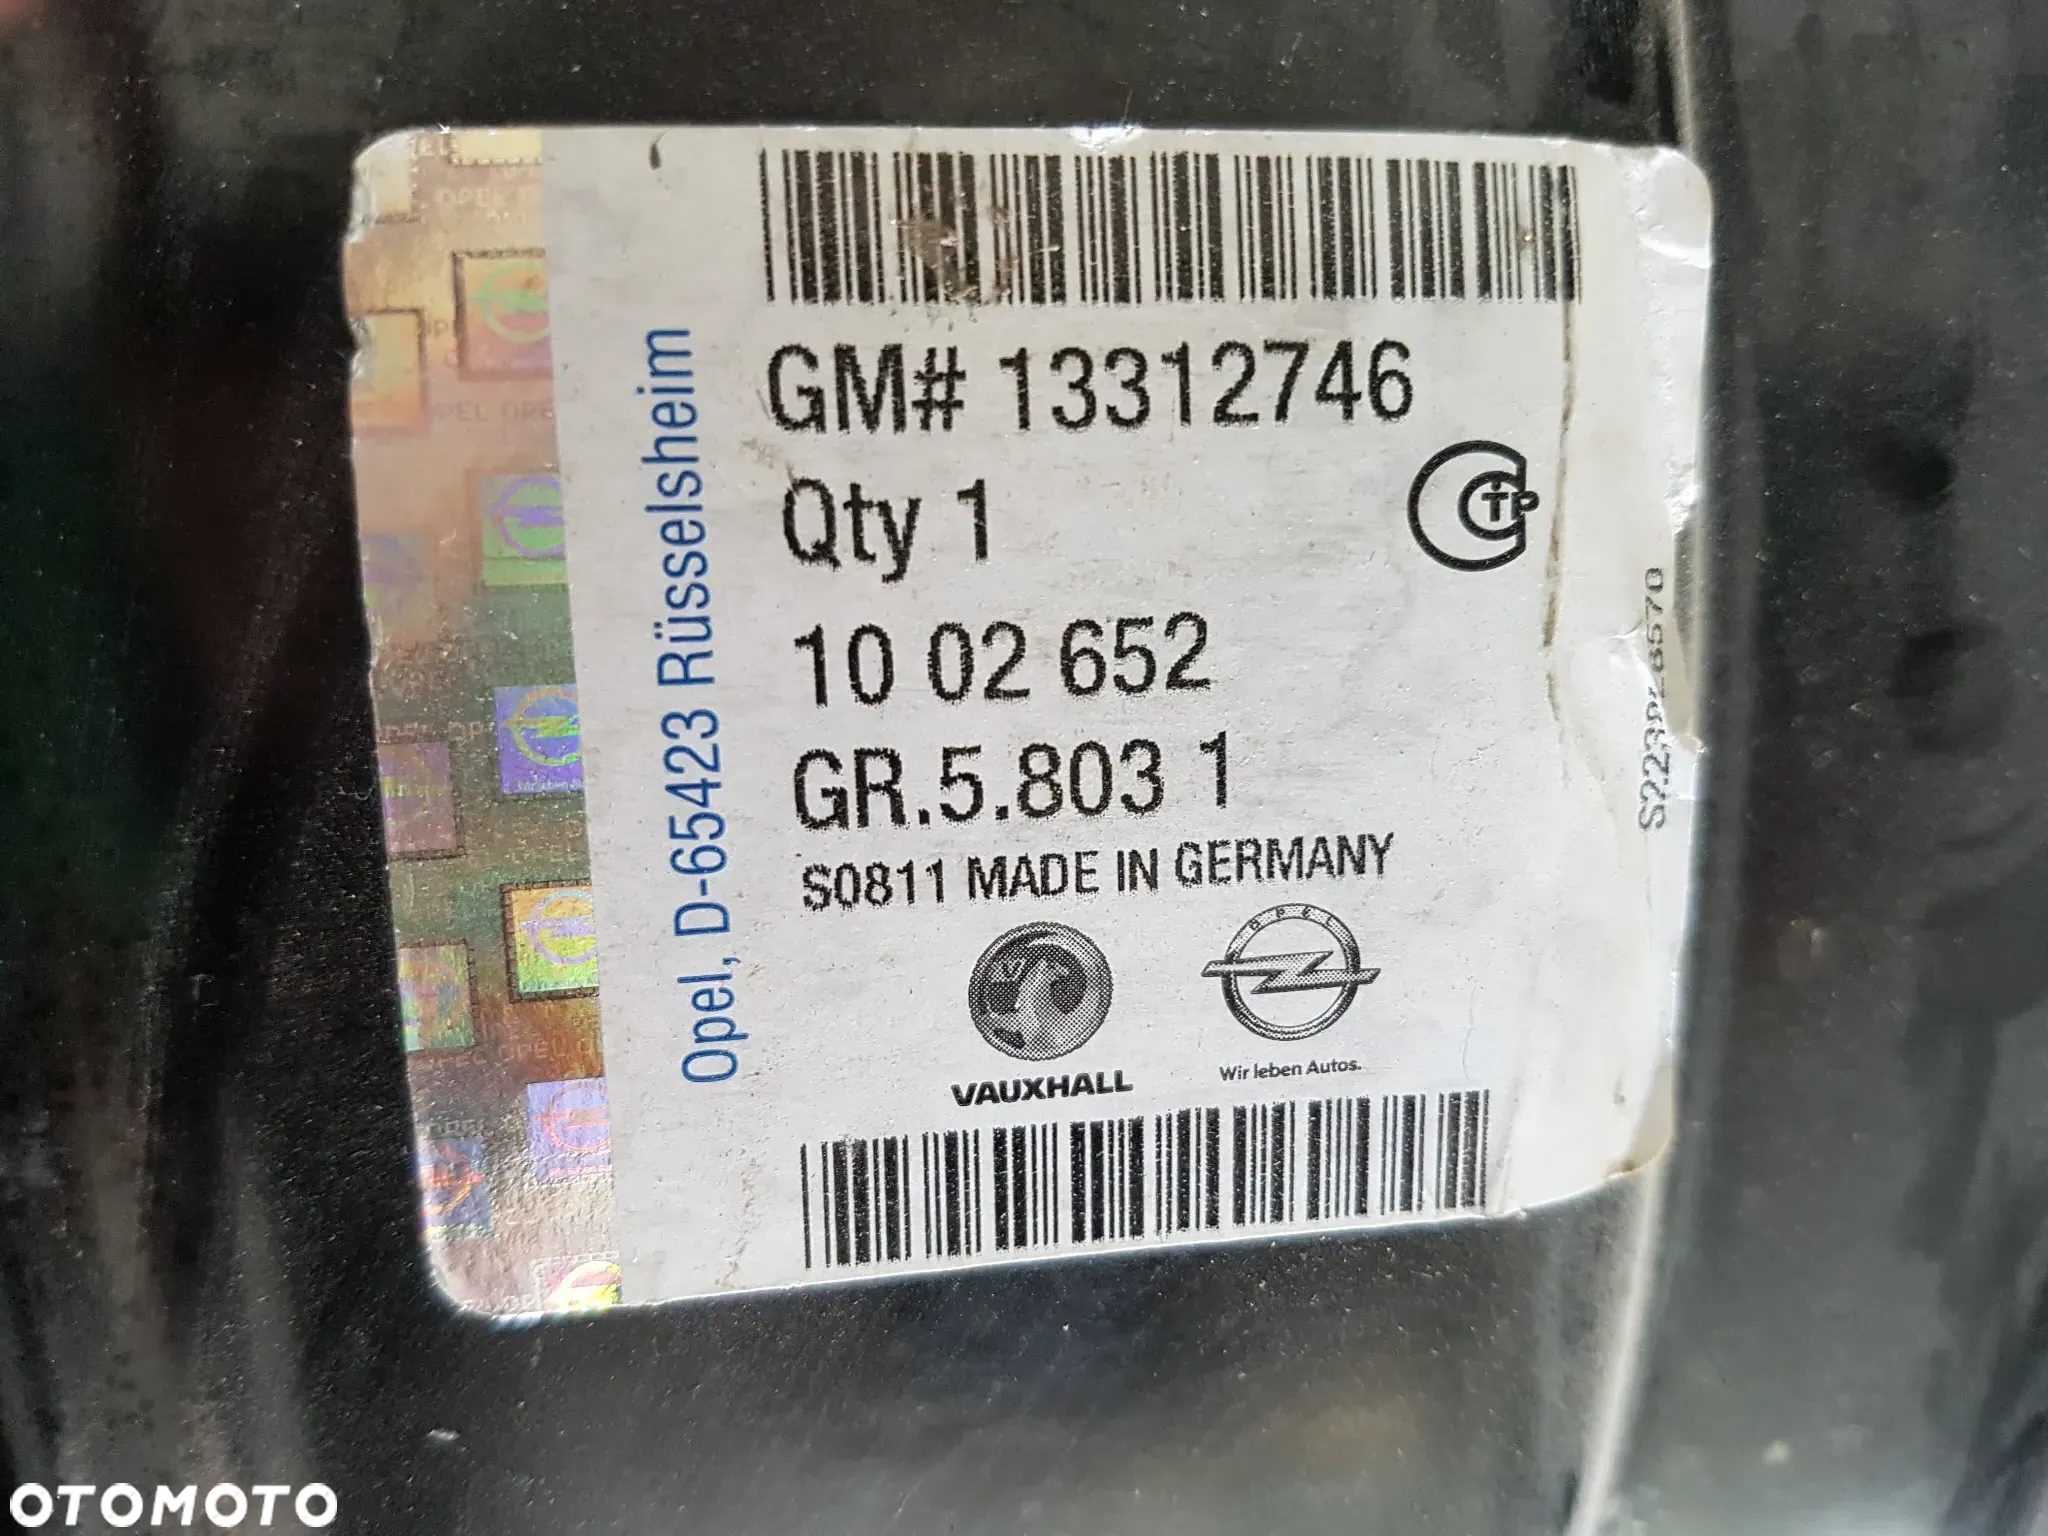 GM# 13312746
Qty 1
10 02 652
GR.5.803 1
S0811 MADE IN GERMANY
VAUXHALL
OPEL
Wir leben Autos.
Opel, D-65423 Rüsselsheim
OTOMOTO